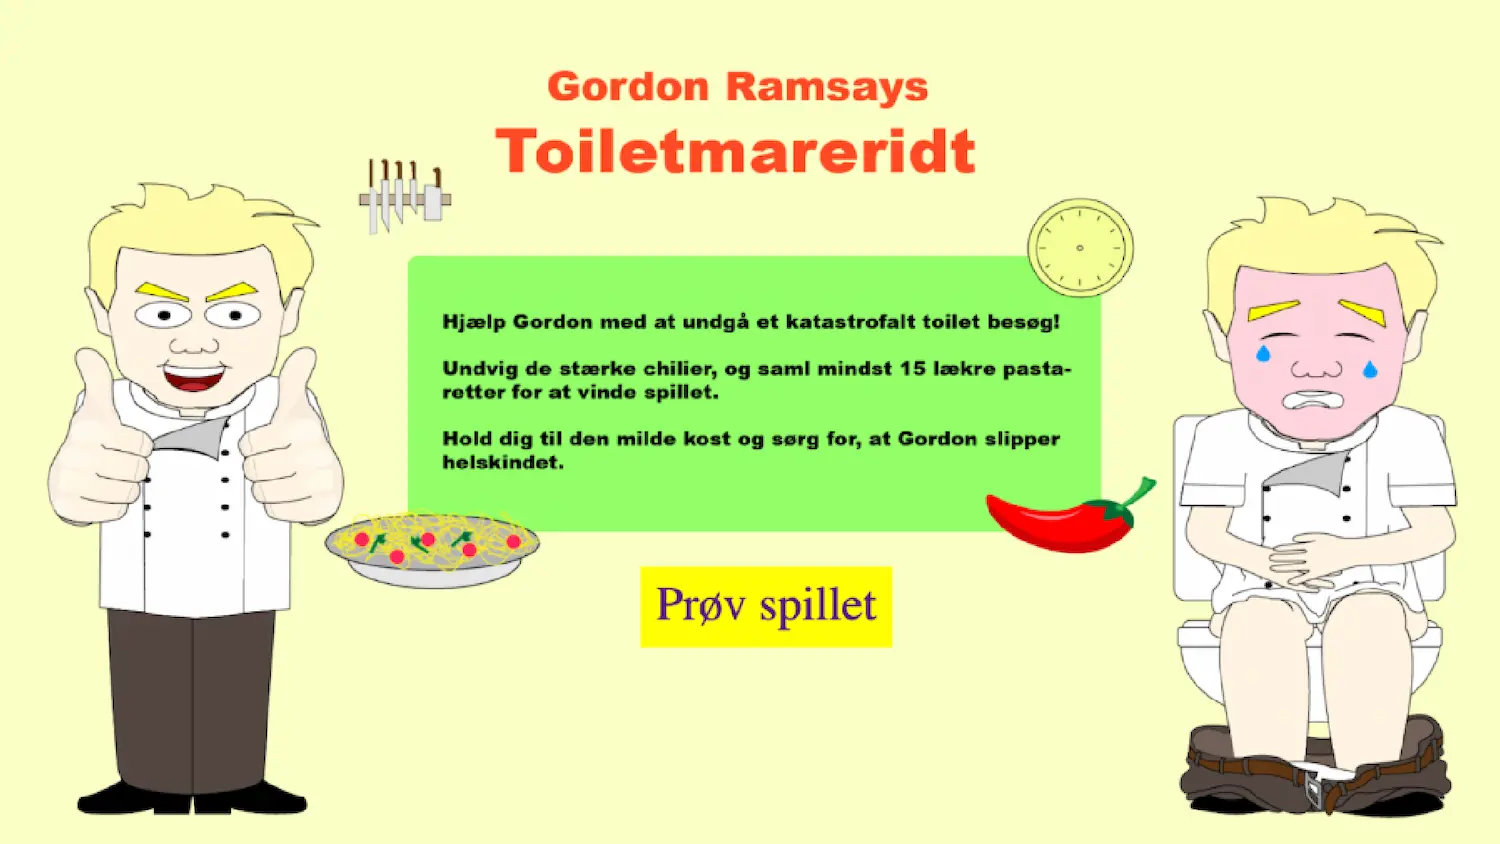 Gordon Ramsays
Toiletmareridt
Hjælp Gordon med at undgå et katastrofalt toilet besøg!
Undvig de stærke chilier, og saml mindst 15 lækre pasta-
retter for at vinde spillet.
Hold dig til den milde kost og sørg for, at Gordon slipper
helskindet.
Prøv spillet